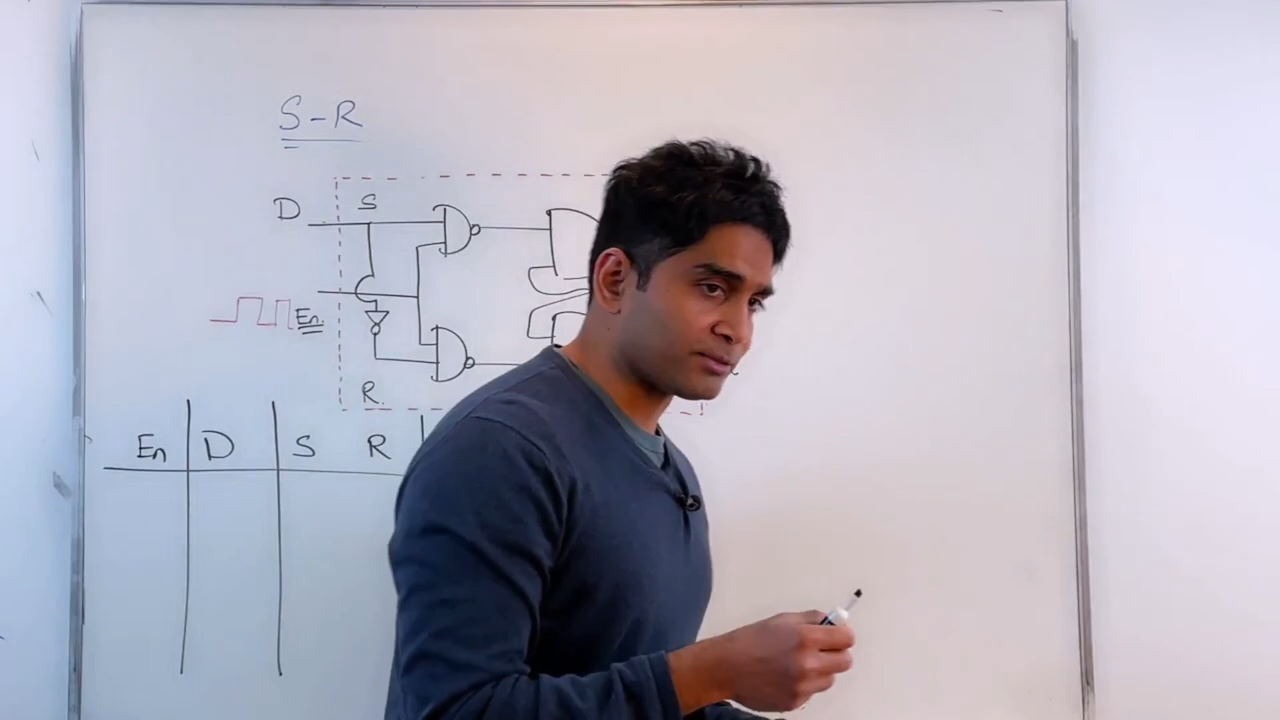 S-R
D S
En.
R.
En D S R